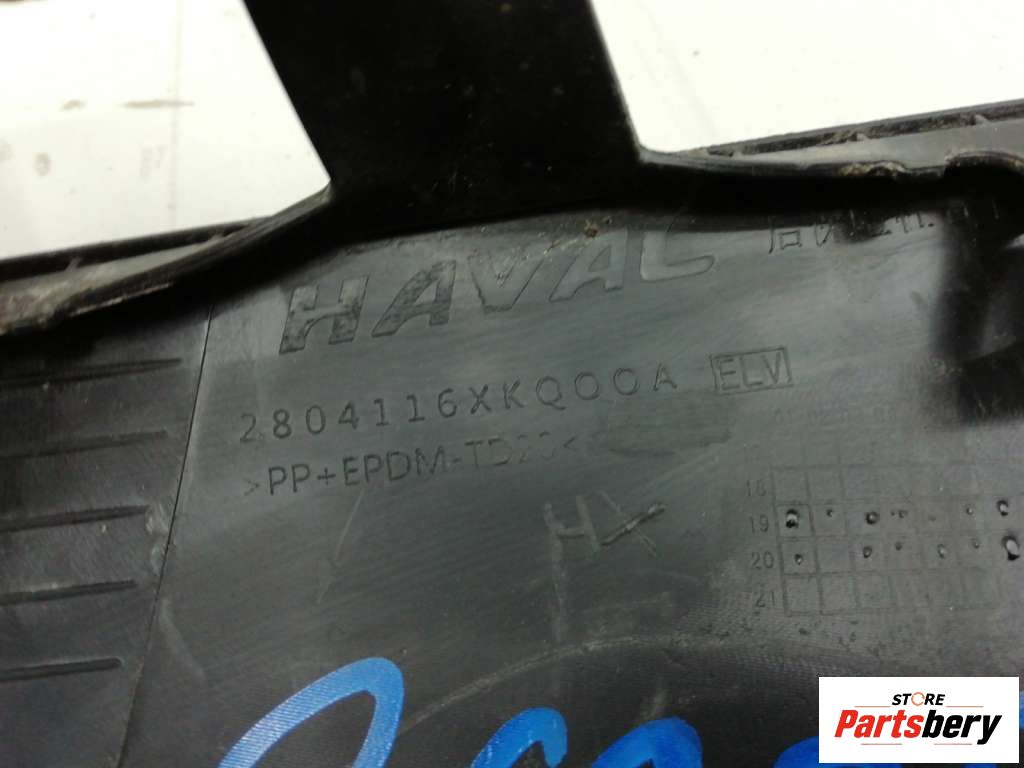 HAVAL
2804116XKQ00A ELV
>PP+EPDM-TD20<
HX
18
19
20
21
STORE
Partsbery